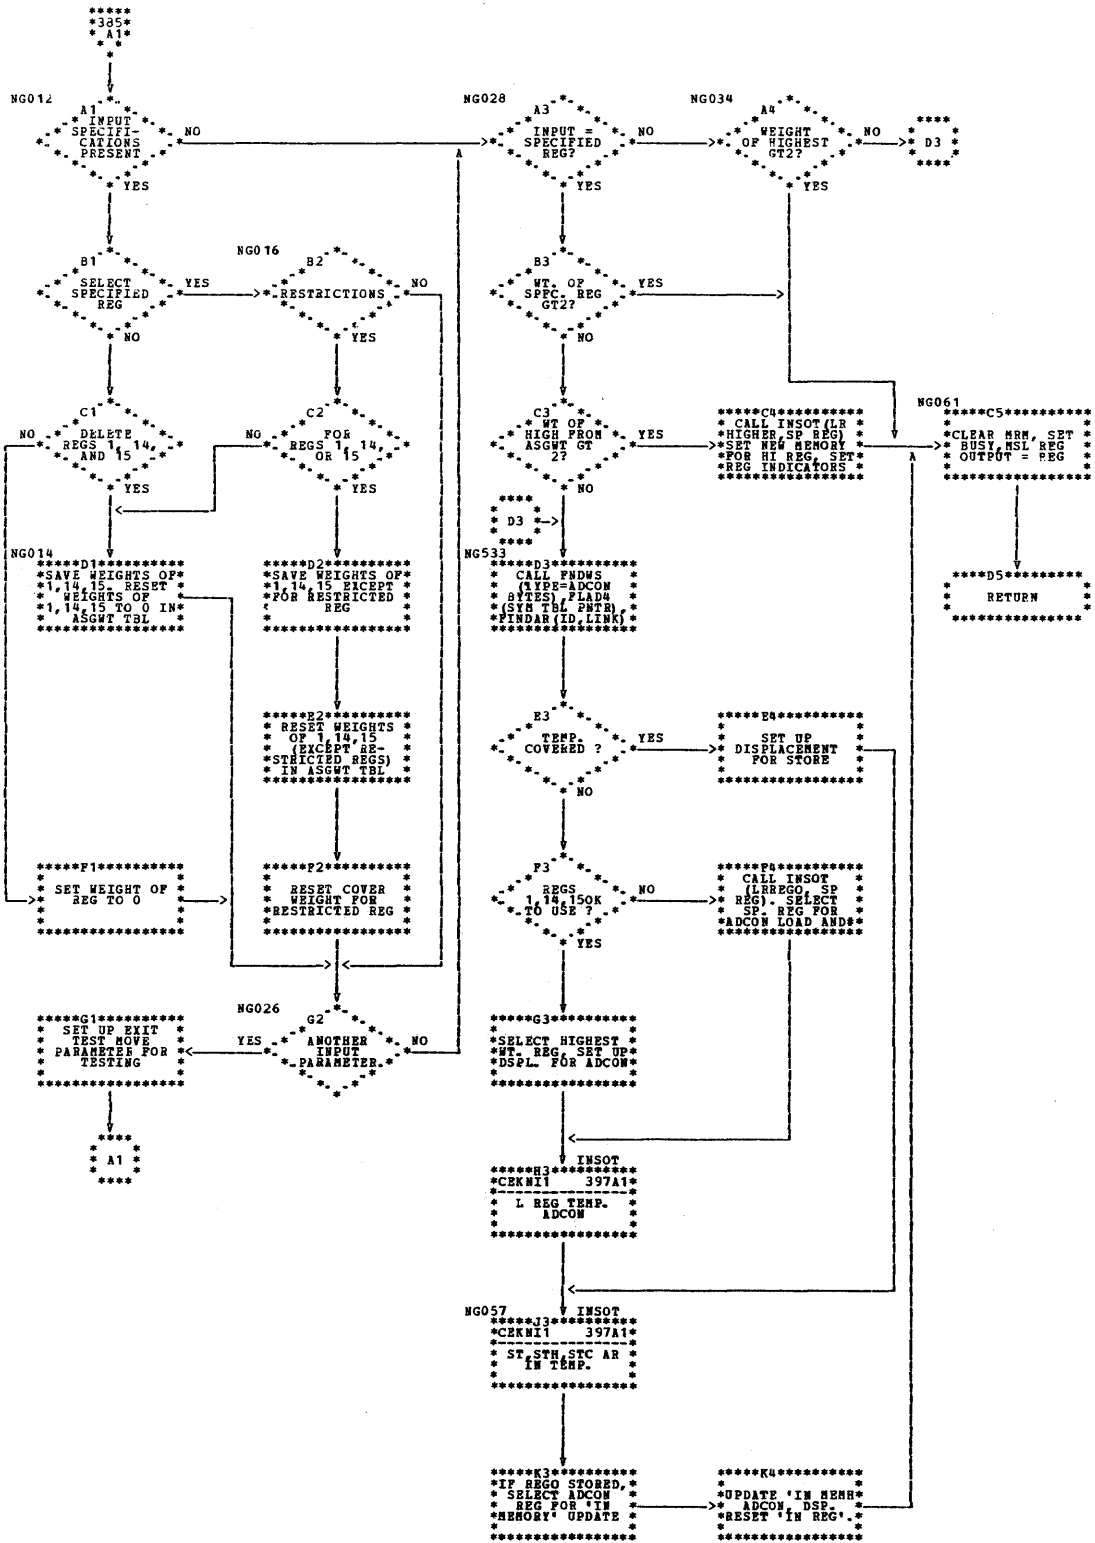 385
A1
NG012
A1
INPUT
SPECIFI-
CATIONS
PRESENT
NO
YES
NG028
A3
INPUT =
SPECIFIED
REG?
NO
YES
NG034
A4
WEIGHT
OF HIGHEST
GT2?
NO
YES
D3
B1
SELECT
SPECIFIED
REG
YES
NO
NG016
B2
RESTRICTIONS
NO
YES
B3
WT. OF
SPFC. REG
GT2?
YES
NO
C1
DELETE
REGS 1, 14,
AND 15
NO
YES
C2
FOR
REGS 1, 14,
OR 15
NO
YES
C3
WT OF
HIGH FROM
ASGWT GT
2?
YES
NO
C4
CALL INSOT(LR
HIGHER,SP REG)
SET NEW MEMORY
FOR HI REG, SET
REG INDICATORS
NG061
C5
CLEAR MRM, SET
BUSY,MSL REG
OUTPUT = REG
D3
NG014
D1
SAVE WEIGHTS OF
1,14,15. RESET
WEIGHTS OF
1,14,15 TO 0 IN
ASGWT TBL
D2
SAVE WEIGHTS OF
1,14,15 EXCEPT
FOR RESTRICTED
REG
NG533
D3
CALL FNDWS
(TYPE=ADCON
BYTES),FLAD4
(SYM TBL PNTR),
FINDAR(ID,LINK)
D5
RETURN
E2
RESET WEIGHTS
OF 1,14,15
(EXCEPT RE-
STRICTED REGS)
IN ASGWT TBL
E3
TEMP.
COVERED ?
YES
NO
E4
SET UP
DISPLACEMENT
FOR STORE
F1
SET WEIGHT OF
REG TO 0
F2
RESET COVER
WEIGHT FOR
RESTRICTED REG
F3
REGS
1,14,15OK
TO USE ?
NO
YES
F4
CALL INSOT
(LRREG0, SP
REG). SELECT
SP. REG FOR
ADCON LOAD AND#
G1
SET UP EXIT
TEST MOVE
PARAMETER FOR
TESTING
NG026
G2
ANOTHER
INPUT
PARAMETER.
YES
NO
G3
SELECT HIGHEST
WT. REG, SET UP
DSPL. FOR ADCON
A1
INSOT
H3
CEKNI1 397A1
L REG TEMP.
ADCON
NG057
INSOT
J3
CEKNI1 397A1
ST,STH,STC AR
IN TEMP.
K3
IF REG0 STORED,
SELECT ADCON
REG FOR 'IN
MEMORY' UPDATE
K4
UPDATE 'IN MEMH
ADCON, DSP.
RESET 'IN REG'.